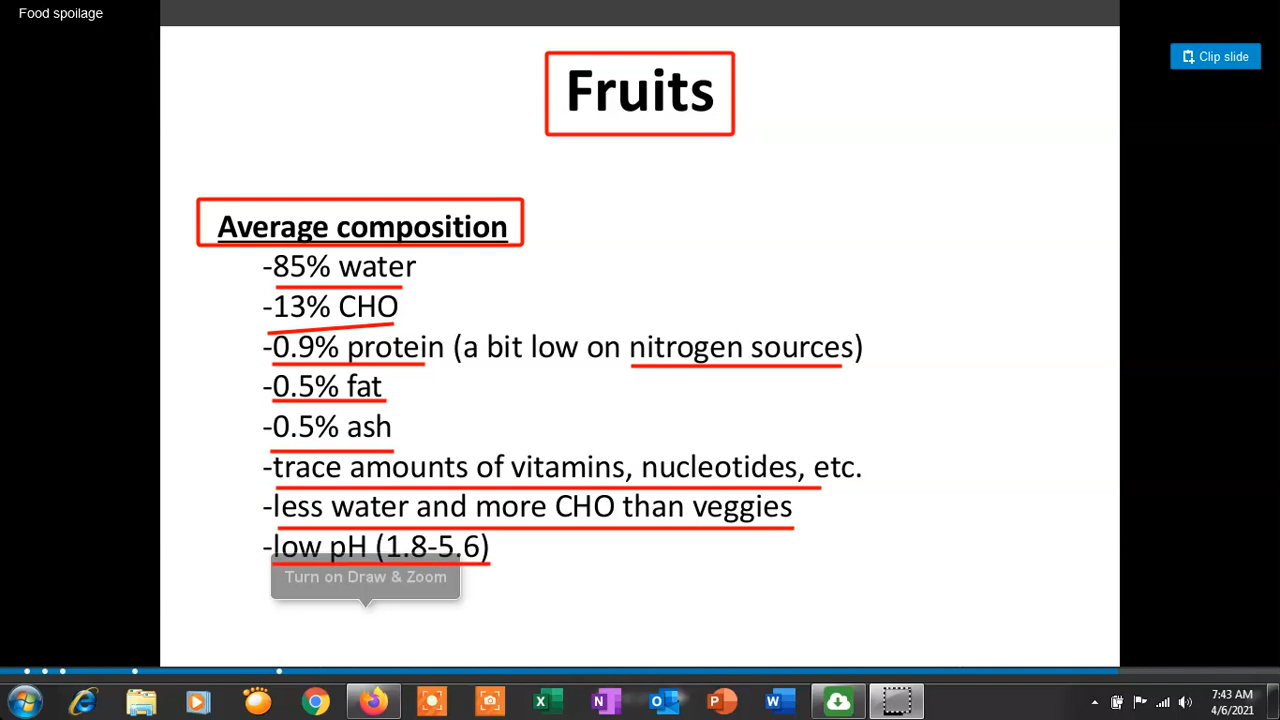 Food spoilage
Clip slide
Fruits
Average composition
-85% water
-13% CHO
-0.9% protein (a bit low on nitrogen sources)
-0.5% fat
-0.5% ash
-trace amounts of vitamins, nucleotides, etc.
-less water and more CHO than veggies
-low pH (1.8-5.6)
Turn on Draw & Zoom
7:43 AM
4/6/2021